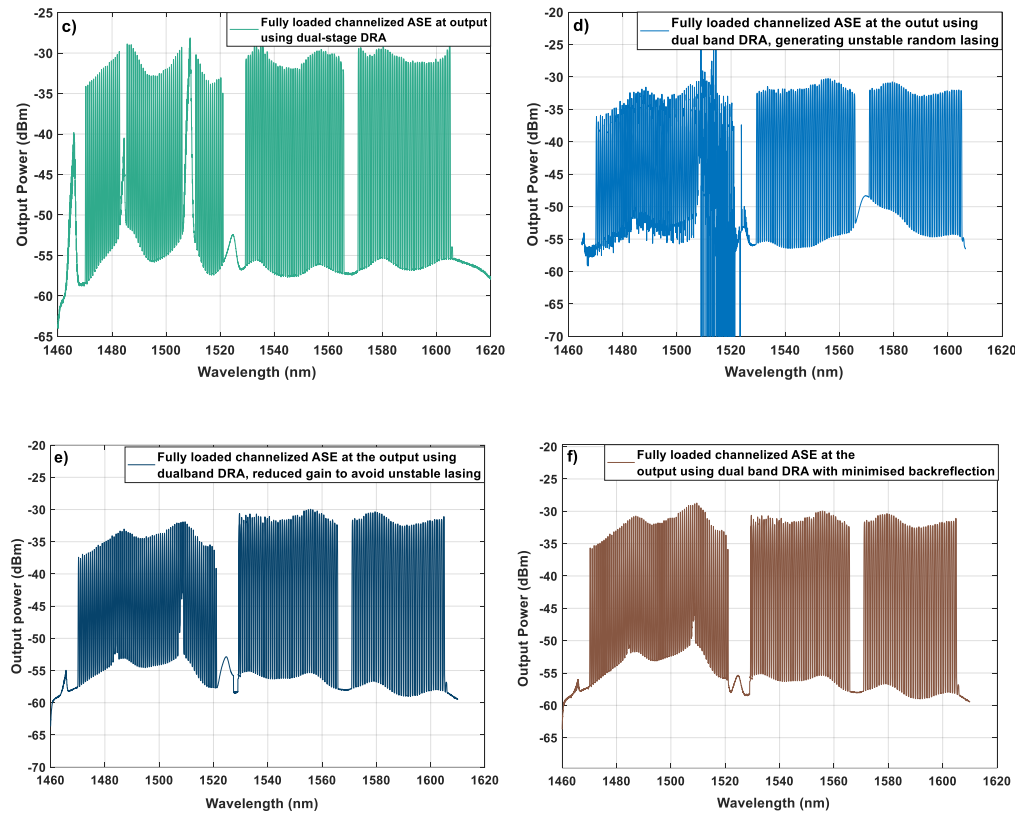 c)
Fully loaded channelized ASE at output
using dual-stage DRA
-25
-30
-35
-40
-45
-50
-55
-60
-65
Output Power (dBm)
1460 1480 1500 1520 1540 1560 1580 1600 1620
Wavelength (nm)
d)
Fully loaded channelized ASE at the outut using
dual band DRA, generating unstable random lasing
-20
-25
-30
-35
-40
-45
-50
-55
-60
-65
-70
Output Power (dBm)
1460 1480 1500 1520 1540 1560 1580 1600 1620
Wavelength (nm)
e)
Fully loaded channelized ASE at the output using
dualband DRA, reduced gain to avoid unstable lasing
-20
-25
-30
-35
-40
-45
-50
-55
-60
-65
-70
Output power (dBm)
1460 1480 1500 1520 1540 1560 1580 1600 1620
Wavelength (nm)
f)
Fully loaded channelized ASE at the
output using dual band DRA with minimised backreflection
-20
-25
-30
-35
-40
-45
-50
-55
-60
-65
Output Power (dBm)
1460 1480 1500 1520 1540 1560 1580 1600 1620
Wavelength (nm)